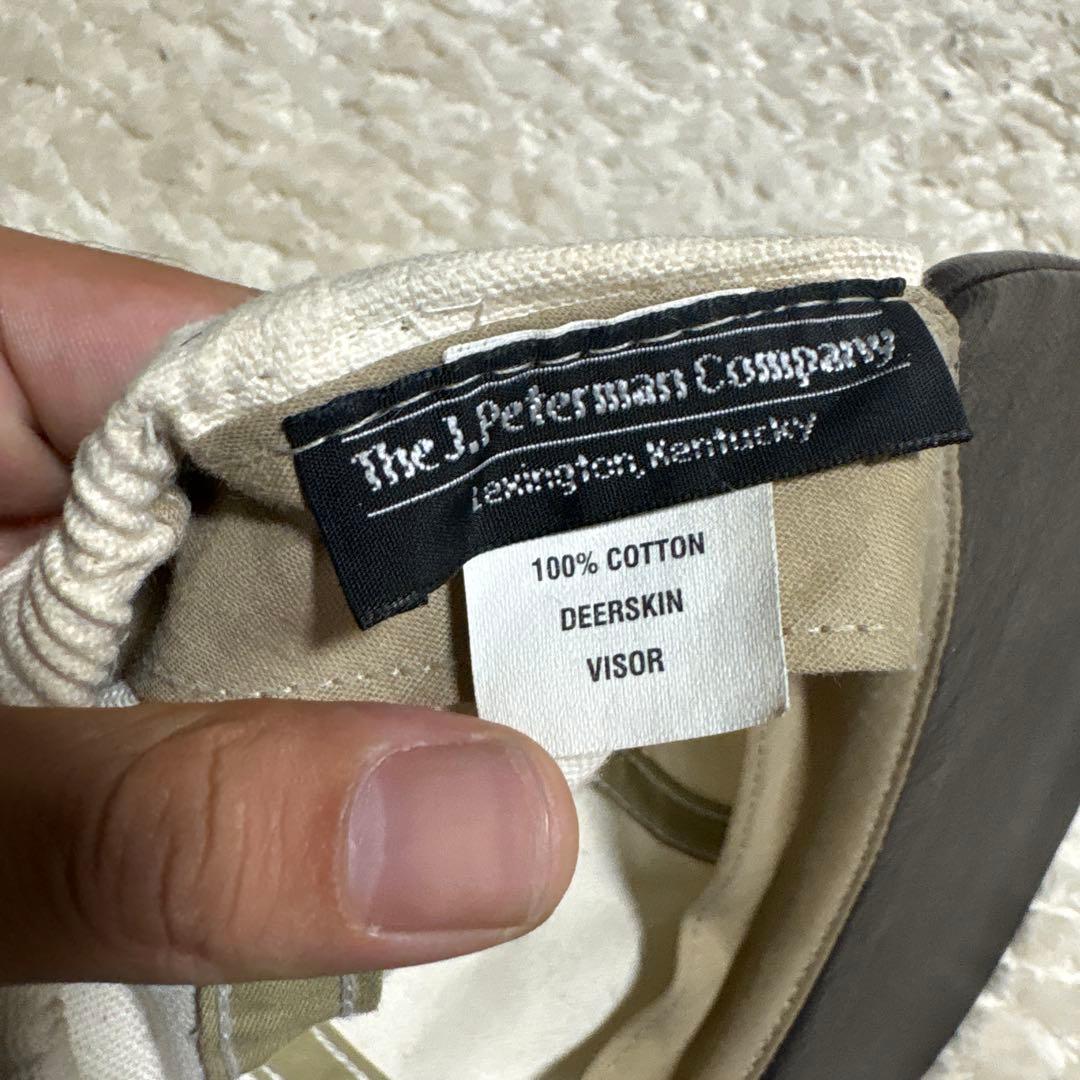 The J. Peterman Company
Lexington, Kentucky
100% COTTON
DEERSKIN
VISOR